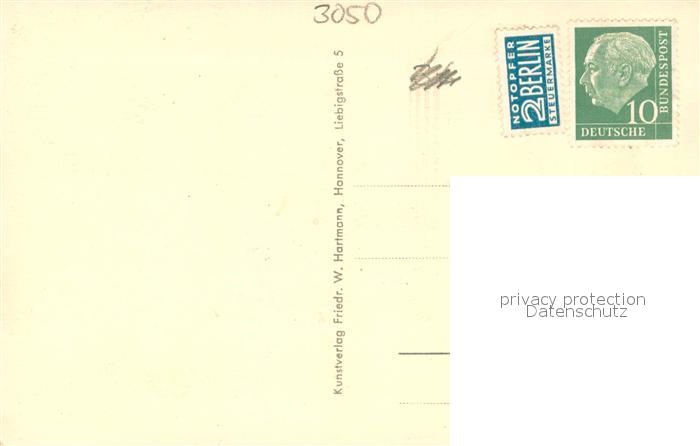 3050
NOTOPFER
2 BERLIN
STEUERMARKE
10
DEUTSCHE
BUNDESPOST
Kunstverlag Friedr. W. Hartmann, Hannover, Liebigstraße 5
privacy protection
Datenschutz